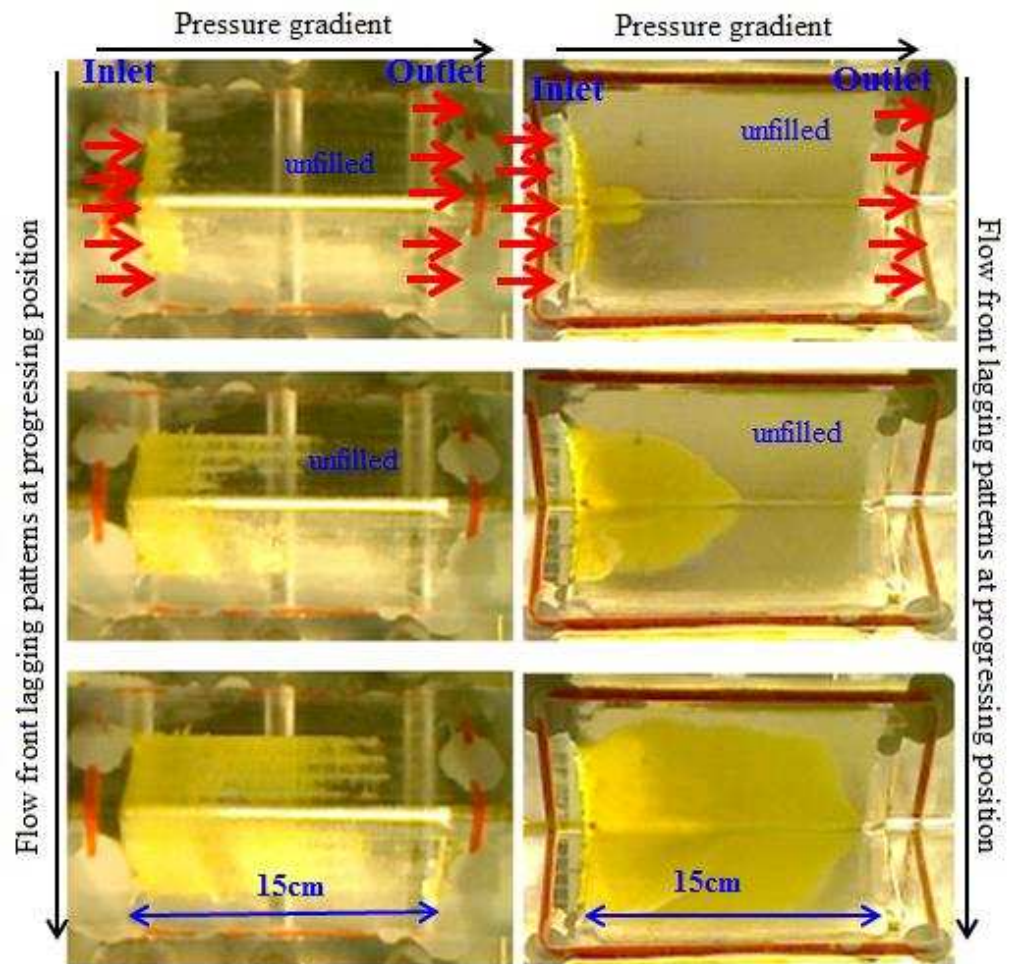 Pressure gradient
Pressure gradient
Inlet
Outlet
Inlet
Outlet
unfilled
unfilled
unfilled
unfilled
Flow front lagging patterns at progressing position
Flow front lagging patterns at progressing position
15cm
15cm